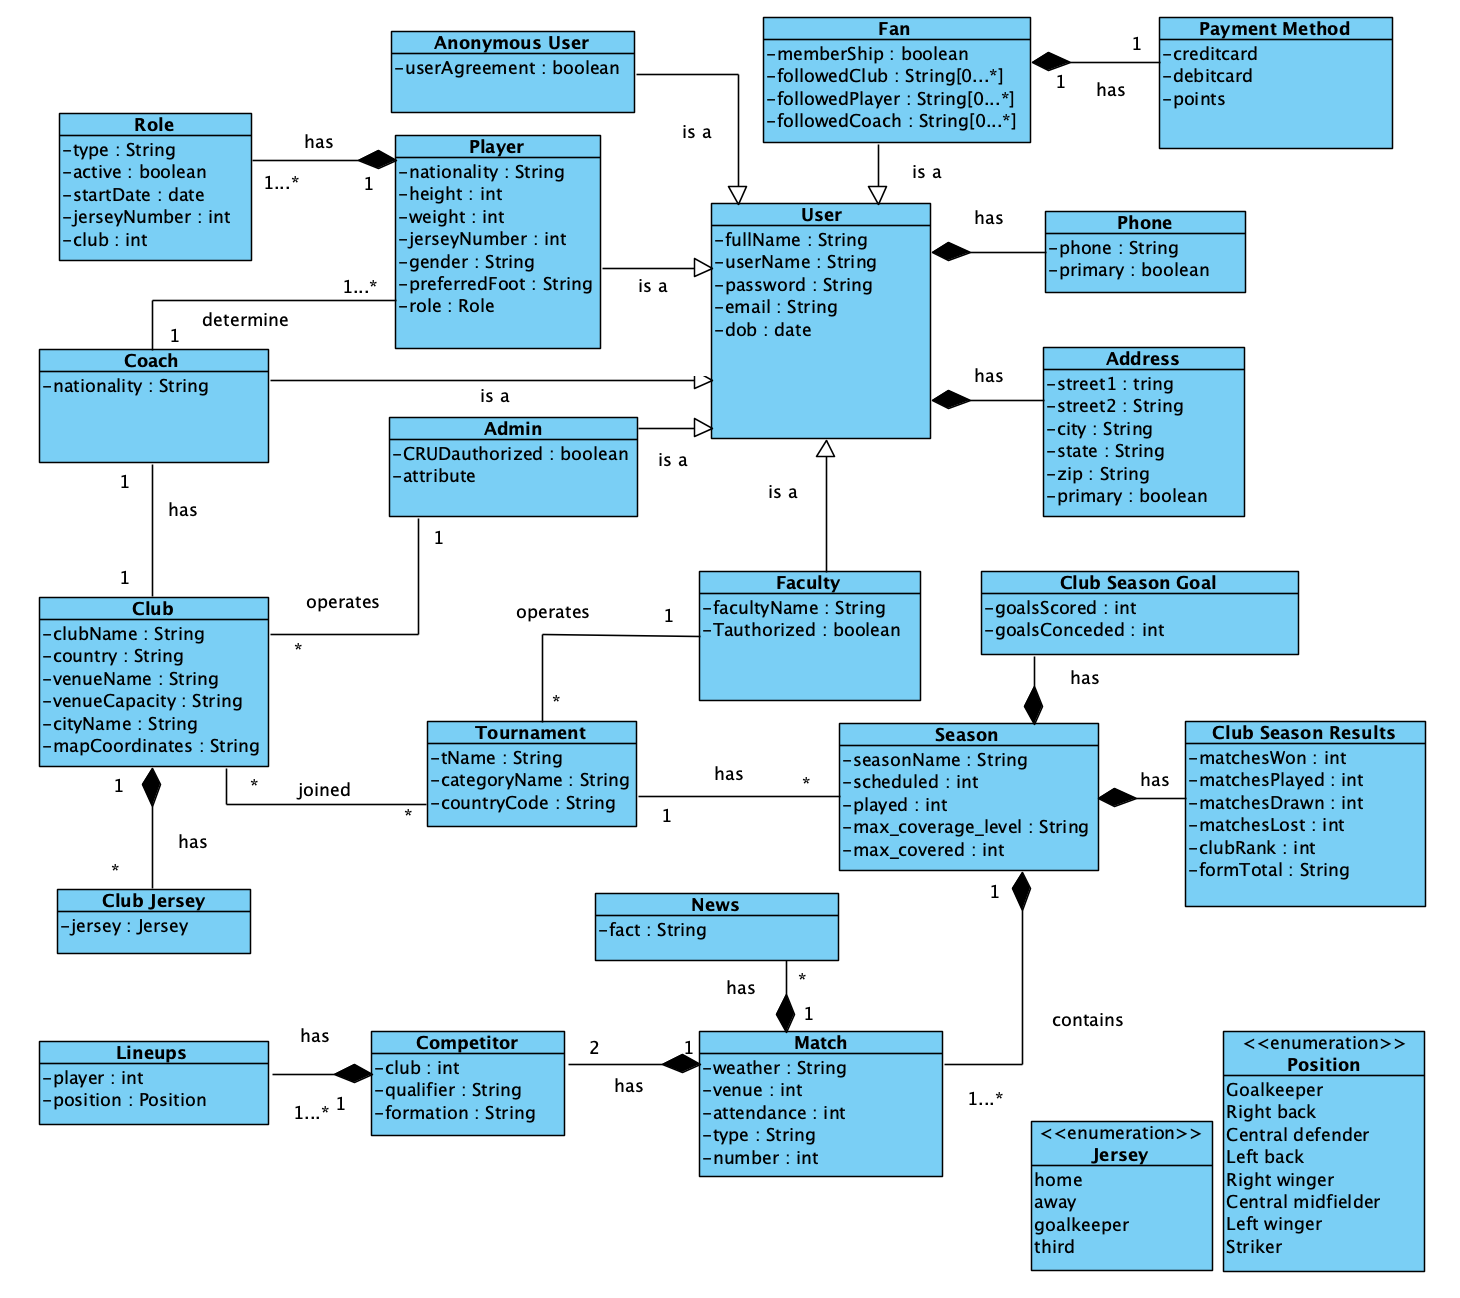 Anonymous User
-userAgreement : boolean
Fan
-memberShip : boolean
-followedClub : String[0...*]
-followedPlayer : String[0...*]
-followedCoach : String[0...*]
1
1
has
Payment Method
-creditcard
-debitcard
-points
Role
-type : String
-active : boolean
-startDate : date
-jerseyNumber : int
-club : int
has
1...*
1
Player
-nationality : String
-height : int
-weight : int
-jerseyNumber : int
-gender : String
-preferredFoot : String
-role : Role
is a
is a
is a
User
-fullName : String
-userName : String
-password : String
-email : String
-dob : date
has
Phone
-phone : String
-primary : boolean
has
Address
-street1 : tring
-street2 : String
-city : String
-state : String
-zip : String
-primary : boolean
1...*
determine
1
Coach
-nationality : String
is a
Admin
-CRUDauthorized : boolean
-attribute
is a
is a
1
has
1
1
operates
*
Club
-clubName : String
-country : String
-venueName : String
-venueCapacity : String
-cityName : String
-mapCoordinates : String
operates
1
*
Faculty
-facultyName : String
-Tauthorized : boolean
Club Season Goal
-goalsScored : int
-goalsConceded : int
has
Tournament
-tName : String
-categoryName : String
-countryCode : String
*
joined
*
has
*
1
Season
-seasonName : String
-scheduled : int
-played : int
-max_coverage_level : String
-max_covered : int
has
Club Season Results
-matchesWon : int
-matchesPlayed : int
-matchesDrawn : int
-matchesLost : int
-clubRank : int
-formTotal : String
1
has
*
Club Jersey
-jersey : Jersey
News
-fact : String
has
*
1
1
contains
1...*
Lineups
-player : int
-position : Position
has
1...*
1
Competitor
-club : int
-qualifier : String
-formation : String
2
1
has
Match
-weather : String
-venue : int
-attendance : int
-type : String
-number : int
<<enumeration>>
Jersey
home
away
goalkeeper
third
<<enumeration>>
Position
Goalkeeper
Right back
Central defender
Left back
Right winger
Central midfielder
Left winger
Striker